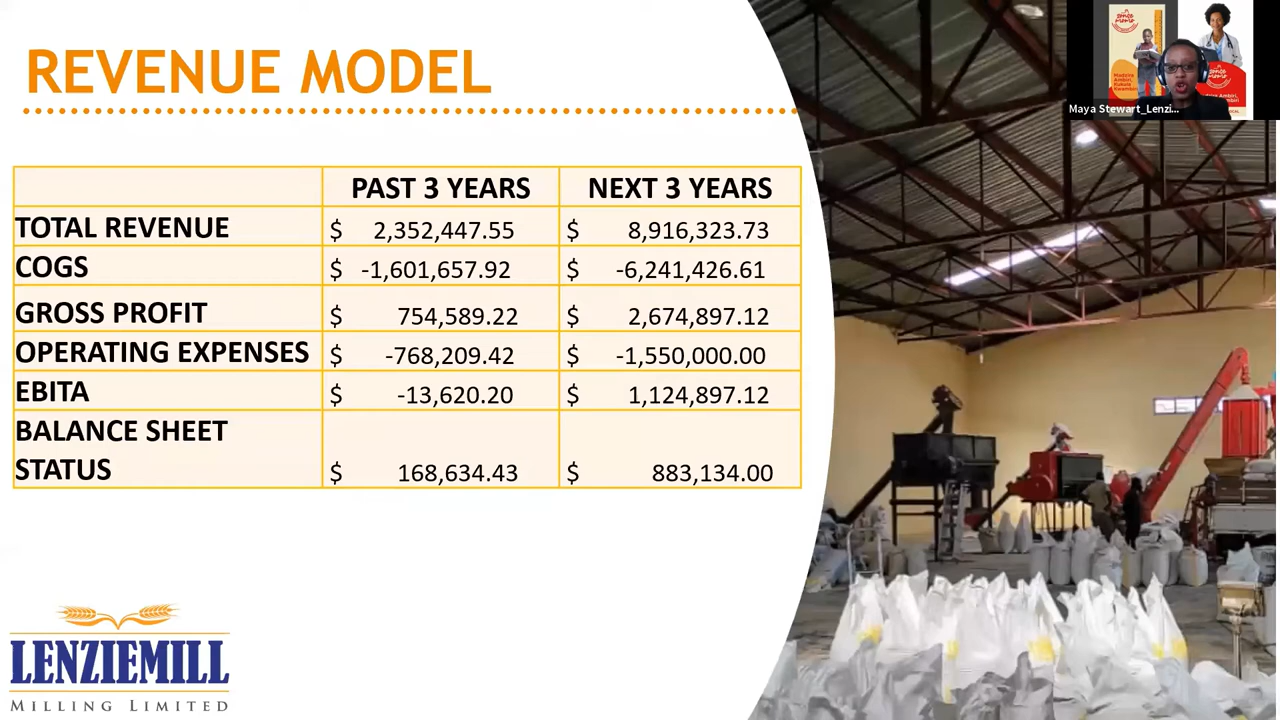 REVENUE MODEL
PAST 3 YEARS NEXT 3 YEARS
TOTAL REVENUE $ 2,352,447.55 $ 8,916,323.73
COGS $ -1,601,657.92 $ -6,241,426.61
GROSS PROFIT $ 754,589.22 $ 2,674,897.12
OPERATING EXPENSES $ -768,209.42 $ -1,550,000.00
EBITA $ -13,620.20 $ 1,124,897.12
BALANCE SHEET
STATUS $ 168,634.43 $ 883,134.00
LENZIEMILL
MILLING LIMITED
Maya Stewart_Lenzi...